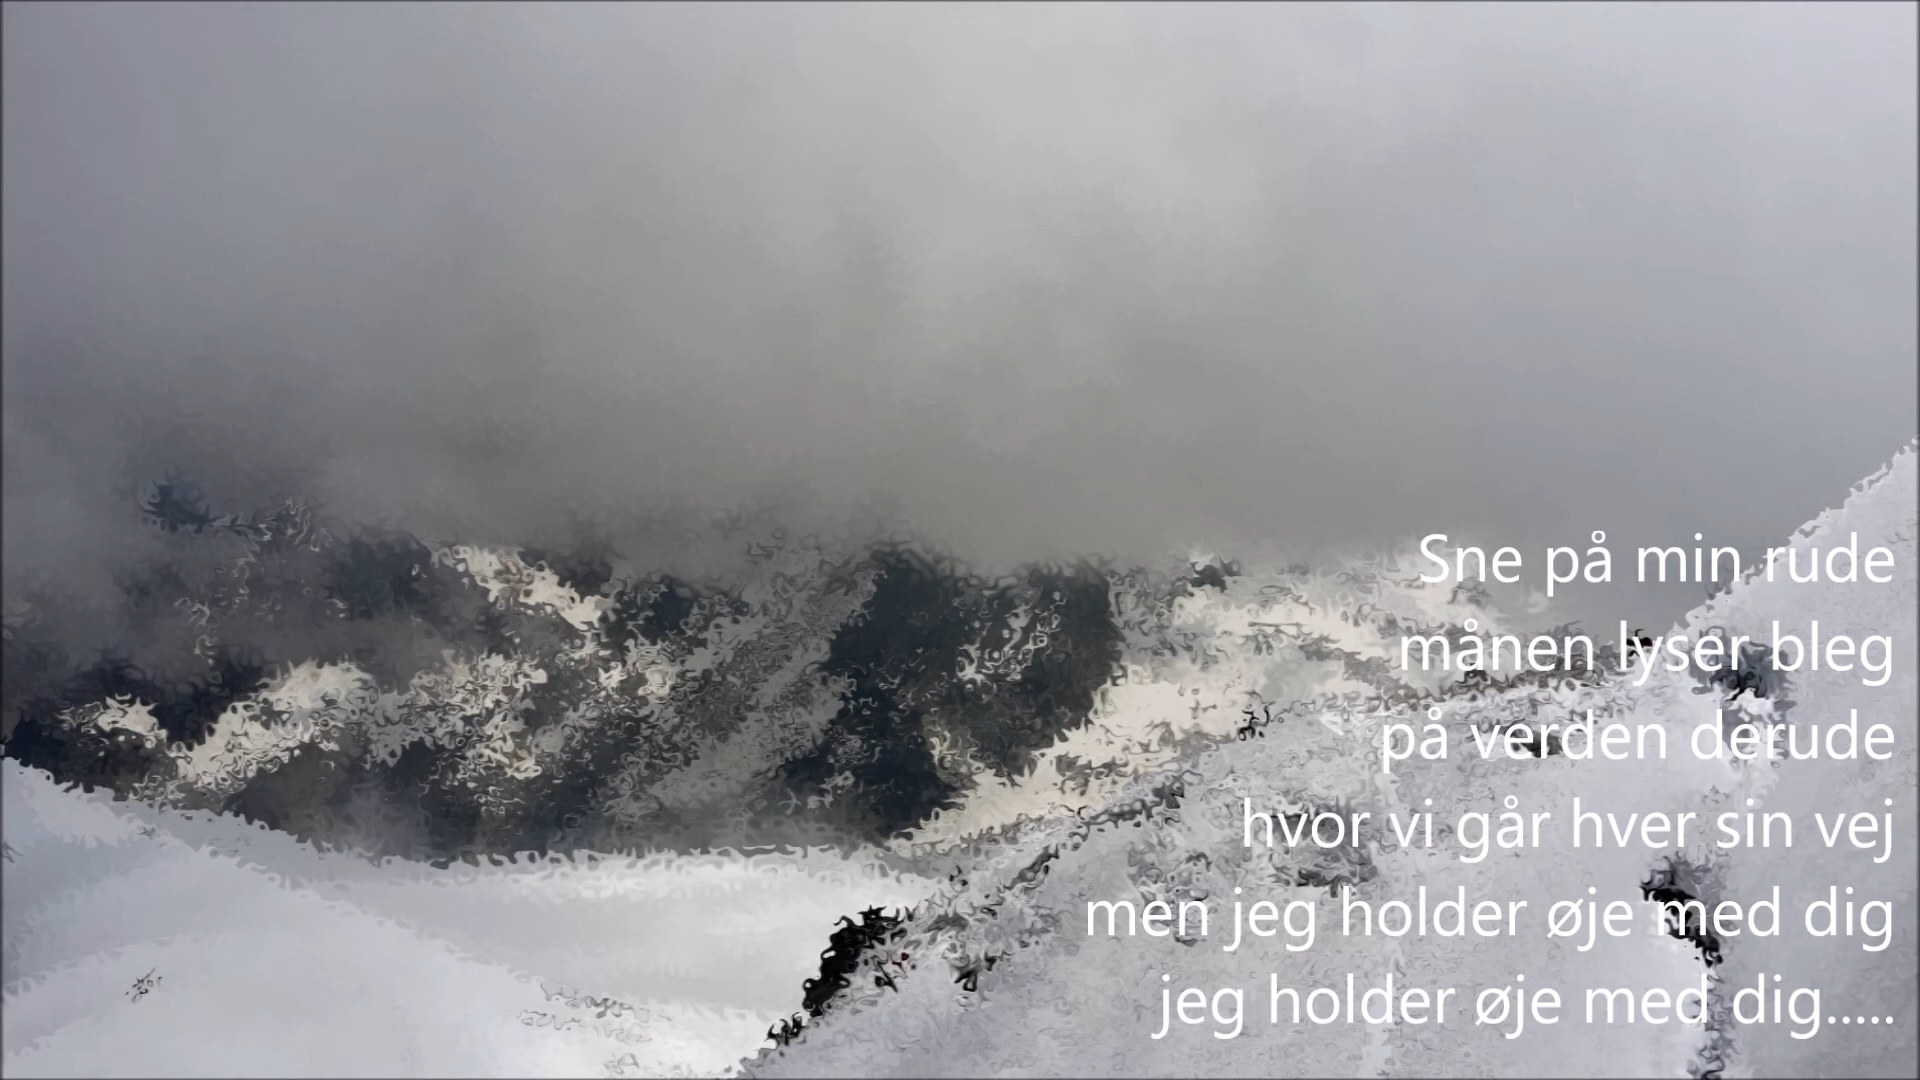 Sne på min rude
månen lyser bleg
på verden derude
hvor vi går hver sin vej
men jeg holder øje med dig
jeg holder øje med dig.....